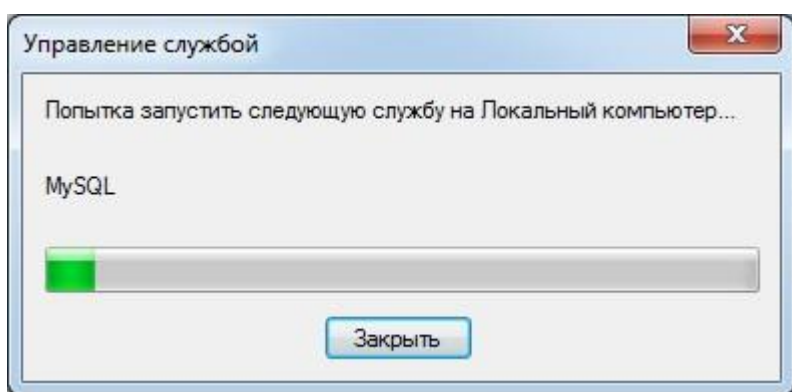 Управление службой
Попытка запустить следующую службу на Локальный компьютер...
MySQL
Закрыть